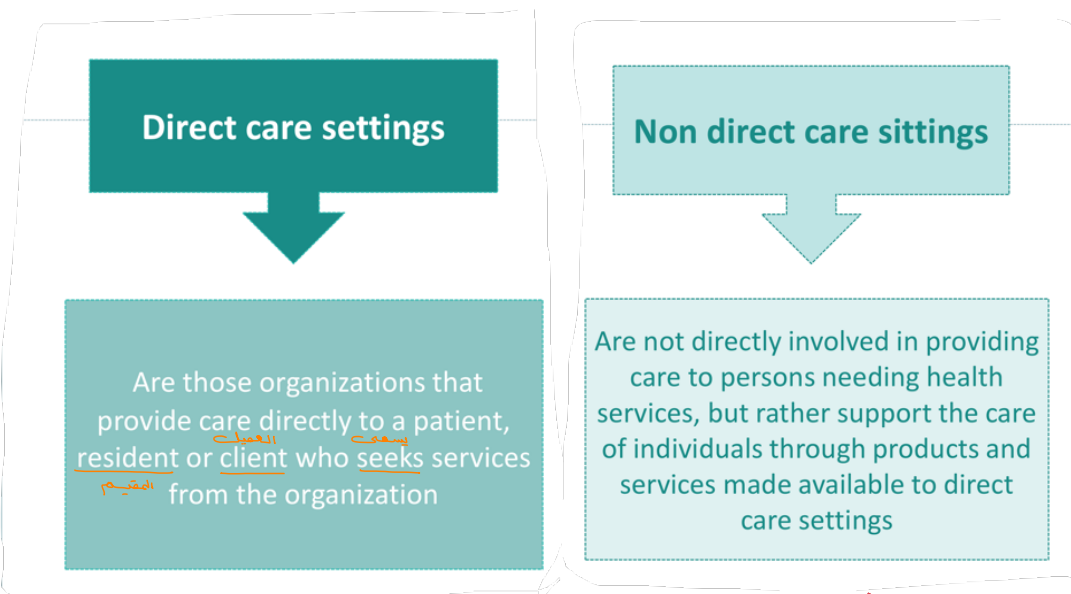 Direct care settings
Are those organizations that
provide care directly to a patient,
العميل يسعى
resident or client who seeks services
المقيم
from the organization
Non direct care sittings
Are not directly involved in providing
care to persons needing health
services, but rather support the care
of individuals through products and
services made available to direct
care settings